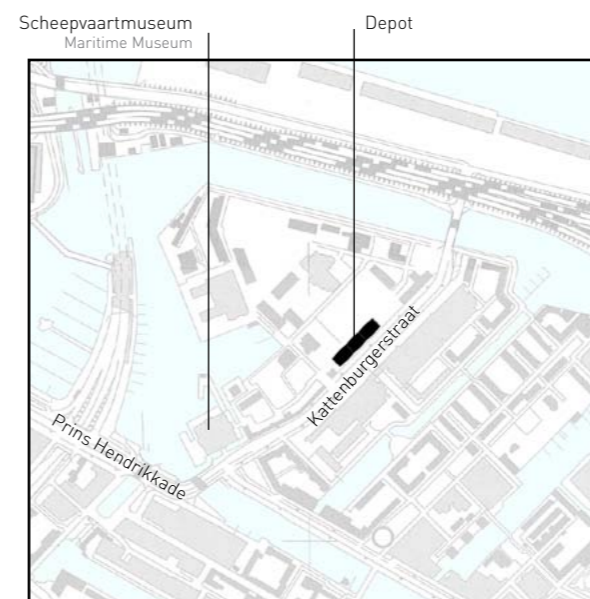 Scheepvaartmuseum
Maritime Museum
Depot
Kattenburgerstraat
Prins Hendrikkade